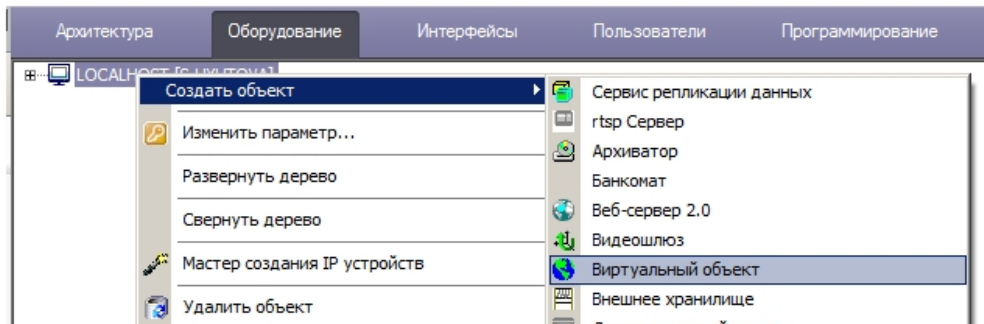 Архитектура Оборудование Интерфейсы Пользователи Программирование
LOCALHOST
Создать объект
Изменить параметр...
Развернуть дерево
Свернуть дерево
Мастер создания IP устройств
Удалить объект
Сервис репликации данных
rtsp Сервер
Архиватор
Банкомат
Веб-сервер 2.0
Видеошлюз
Виртуальный объект
Внешнее хранилище